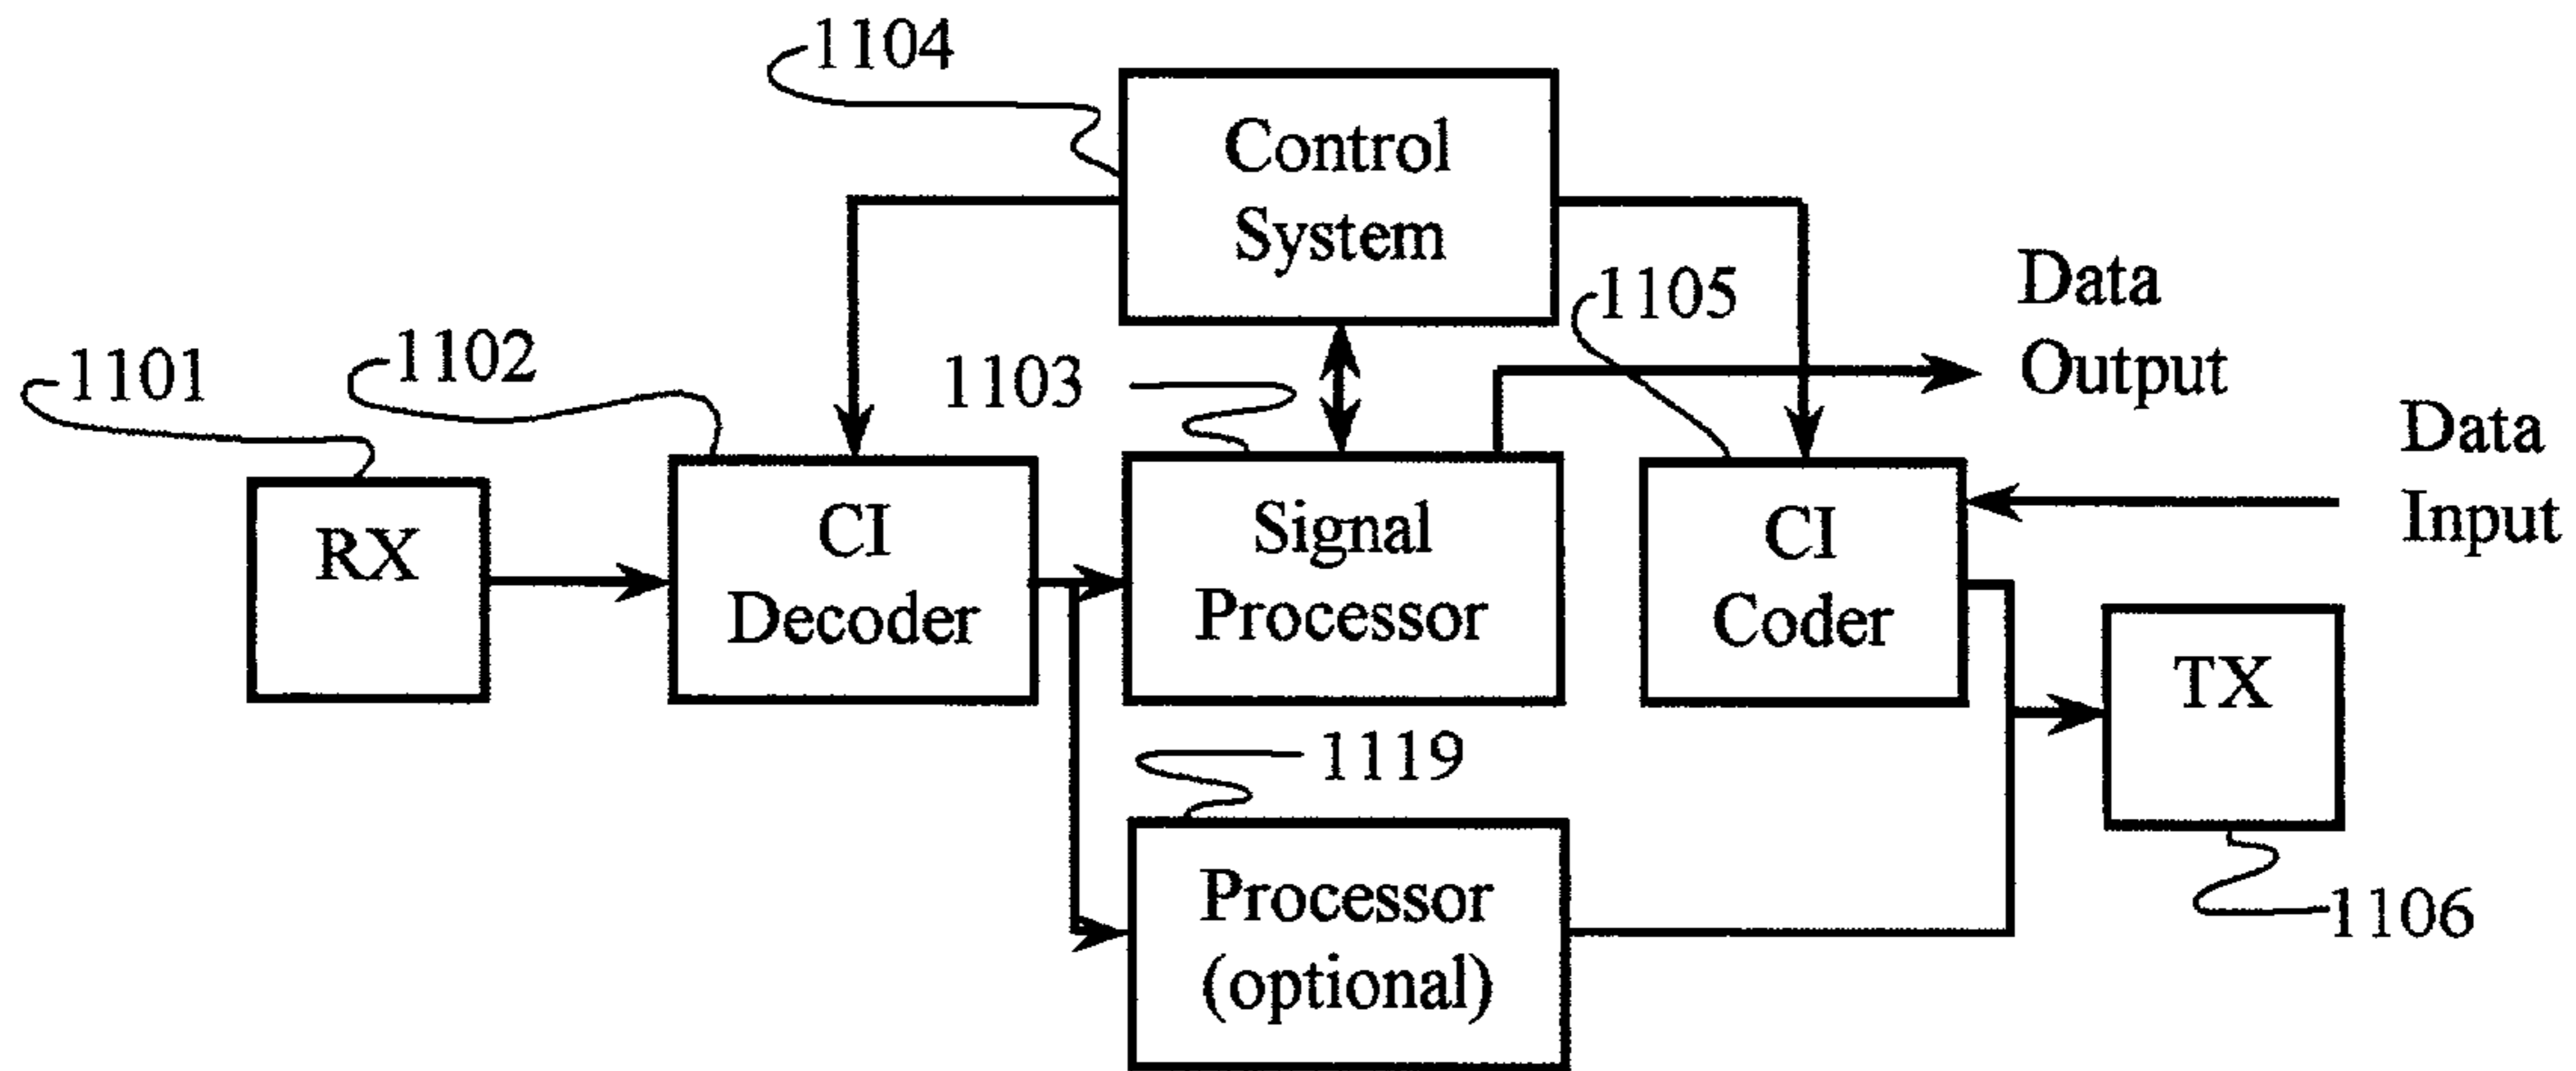 1104
Control
System
1105
Data
Output
1101
1102
1103
Data
Input
RX
CI
Decoder
Signal
Processor
CI
Coder
TX
1119
Processor
(optional)
1106